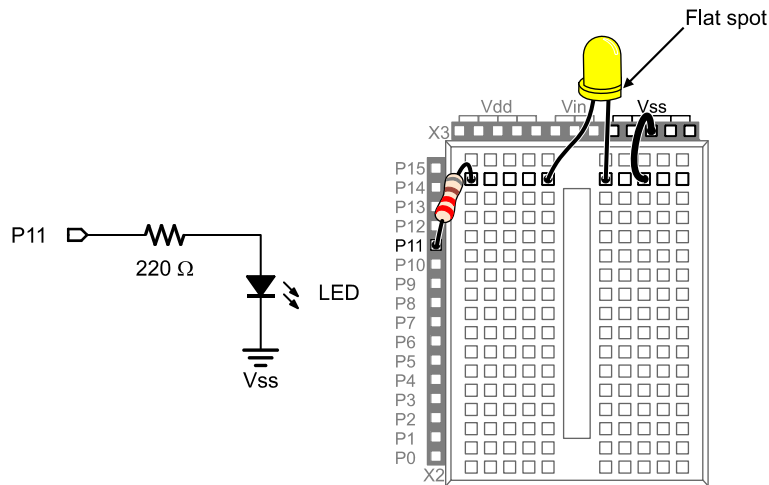 P11
220 Ω
LED
Vss
Flat spot
Vdd
Vin
Vss
X3
P15
P14
P13
P12
P11
P10
P9
P8
P7
P6
P5
P4
P3
P2
P1
P0
X2